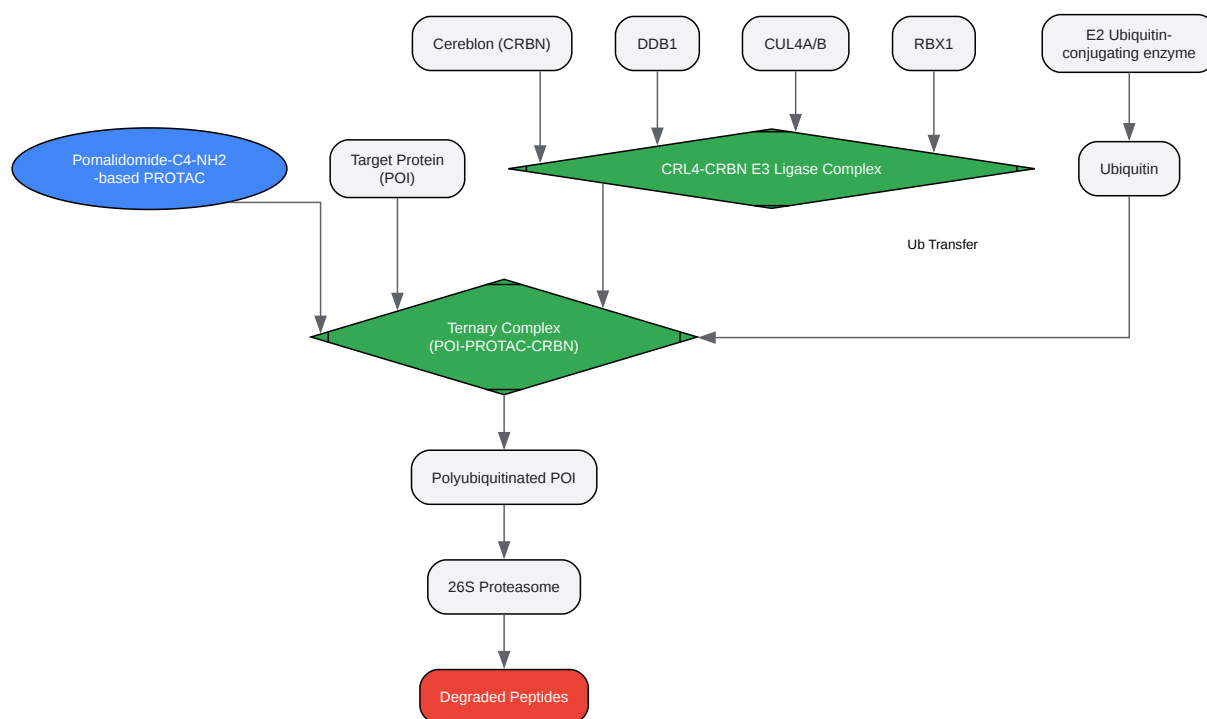 Cereblon (CRBN)
DDB1
CUL4A/B
RBX1
E2 Ubiquitin-
conjugating enzyme
Pomalidomide-C4-NH2
-based PROTAC
Target Protein
(POI)
CRL4-CRBN E3 Ligase Complex
Ubiquitin
Ub Transfer
Ternary Complex
(POI-PROTAC-CRBN)
Polyubiquitinated POI
26S Proteasome
Degraded Peptides